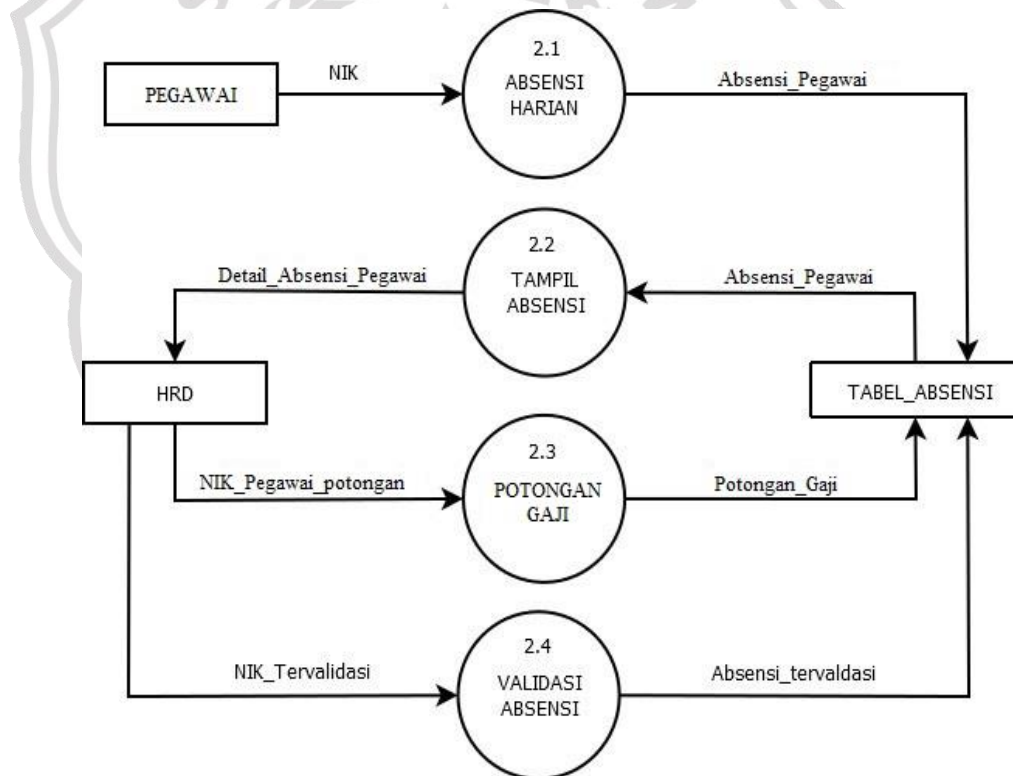 2.1
ABSENSI
HARIAN
PEGAWAI
NIK
Absensi_Pegawai
2.2
TAMPIL
ABSENSI
Detail_Absensi_Pegawai
Absensi_Pegawai
HRD
TABEL_ABSENSI
2.3
POTONGAN
GAJI
NIK_Pegawai_potongan
Potongan_Gaji
2.4
VALIDASI
ABSENSI
NIK_Tervalidasi
Absensi_tervaldasi